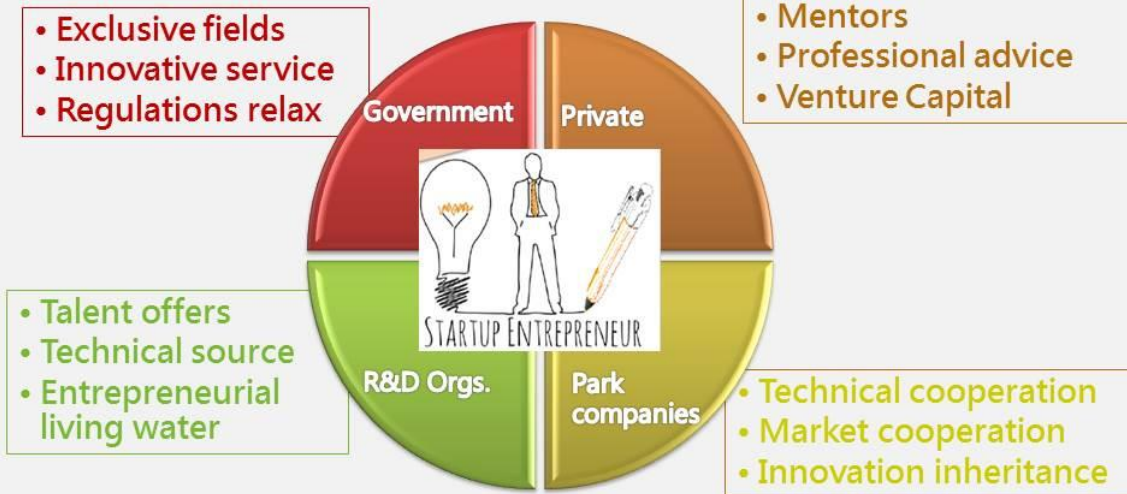 • Exclusive fields
• Innovative service
• Regulations relax
• Mentors
• Professional advice
• Venture Capital
Government
Private
STARTUP ENTREPRENEUR
R&D Orgs.
Park
companies
• Talent offers
• Technical source
• Entrepreneurial
living water
• Technical cooperation
• Market cooperation
• Innovation inheritance